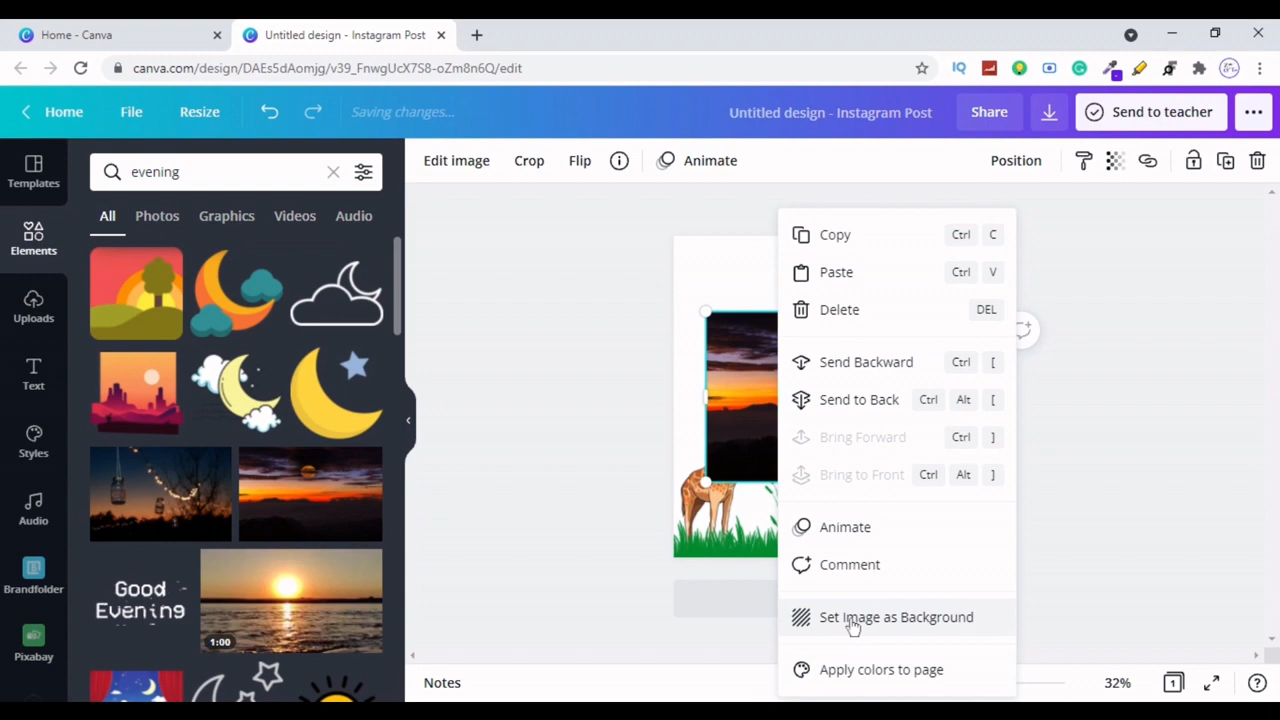 Home - Canva
Untitled design - Instagram Post
canva.com/design/DAEs5dAomjg/v39_FnwgUcX7S8-oZm8n6Q/edit
Home
File
Resize
Saving changes...
Untitled design - Instagram Post
Share
Send to teacher
Templates
Elements
Uploads
Text
Styles
Audio
Brandfolder
Pixabay
evening
All
Photos
Graphics
Videos
Audio
Good
Evening
1:00
Edit image
Crop
Flip
Animate
Position
Copy Ctrl C
Paste Ctrl V
Delete DEL
Send Backward Ctrl [
Send to Back Ctrl Alt [
Bring Forward Ctrl ]
Bring to Front Ctrl Alt ]
Animate
Comment
Set Image as Background
Apply colors to page
Notes
32%
1